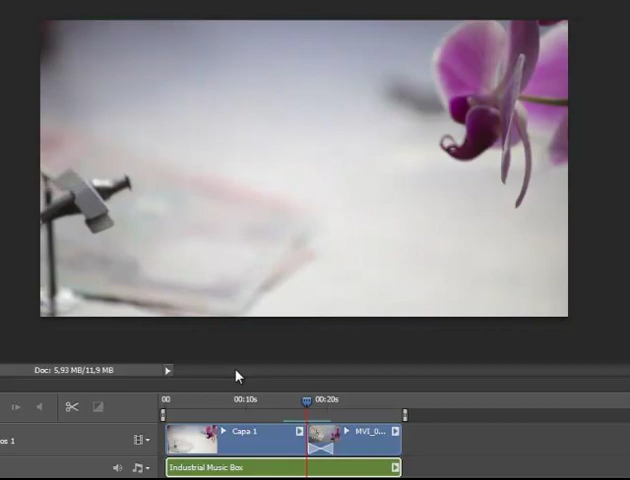 Doc: 5,93 MB/11,9 MB
00 00:10s 00:20s
os 1 Capa 1 MVI_0...
Industrial Music Box